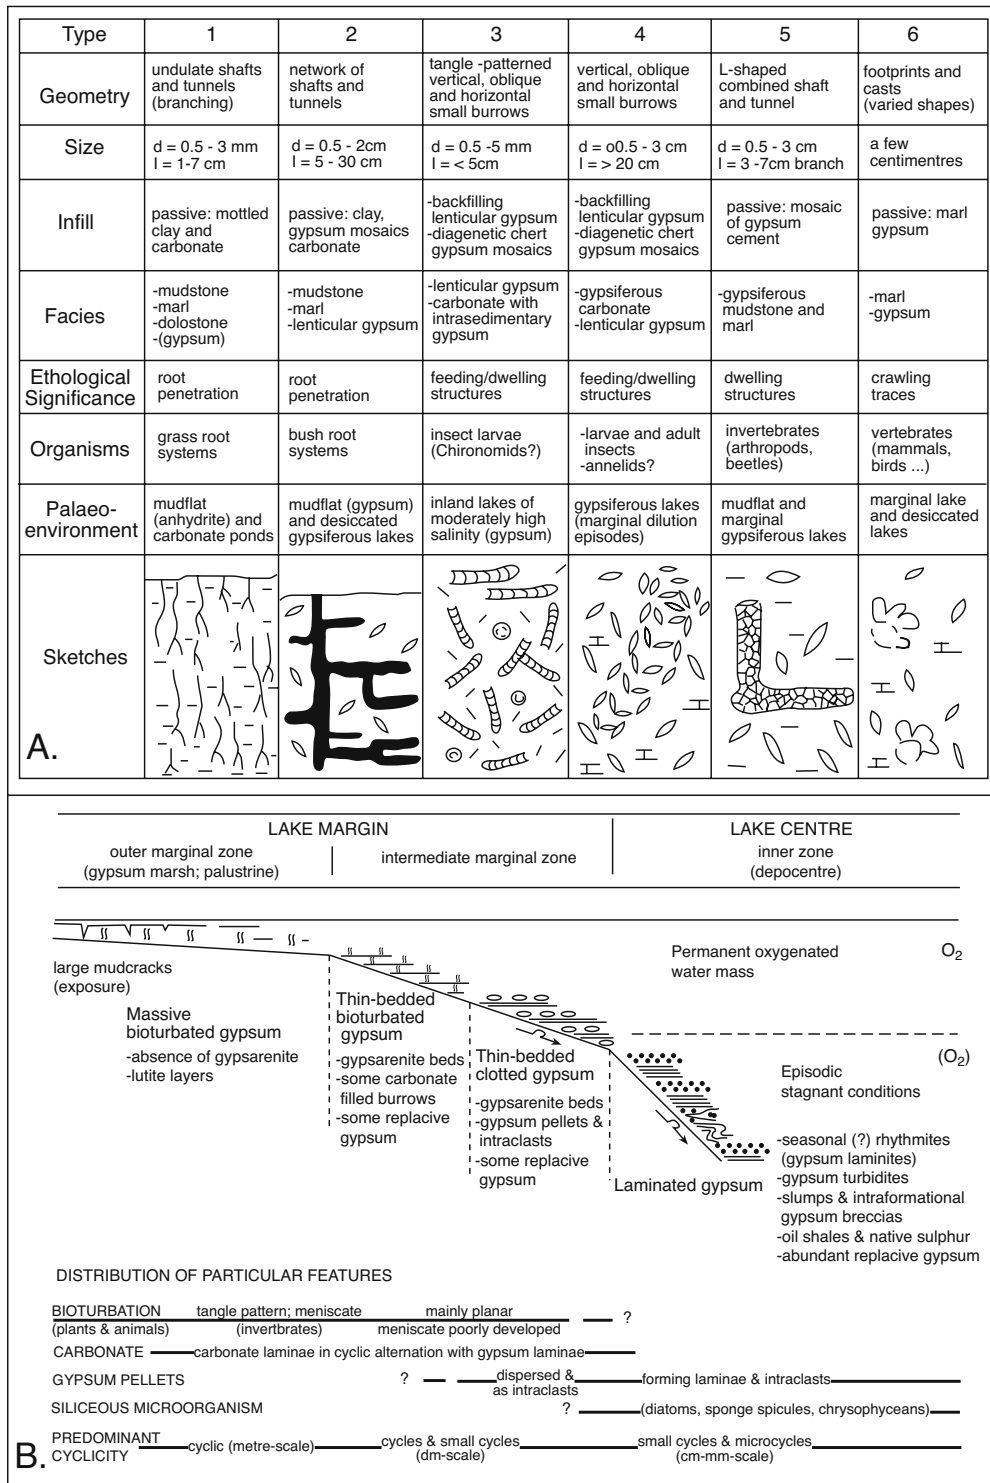 Type 1 2 3 4 5 6
Geometry
undulate shafts
and tunnels
(branching)
network of
shafts and
tunnels
tangle -patterned
vertical, oblique
and horizontal
small burrows
vertical, oblique
and horizontal
small burrows
L-shaped
combined shaft
and tunnel
footprints and
casts
(varied shapes)
Size
d = 0.5 - 3 mm
l = 1-7 cm
d = 0.5 - 2cm
l = 5 - 30 cm
d = 0.5 -5 mm
l = < 5cm
d = o0.5 - 3 cm
l = > 20 cm
d = 0.5 - 3 cm
l = 3 -7cm branch
a few
centimentres
Infill
passive: mottled
clay and
carbonate
passive: clay,
gypsum mosaics
carbonate
-backfilling
lenticular gypsum
-diagenetic chert
gypsum mosaics
-backfilling
lenticular gypsum
-diagenetic chert
gypsum mosaics
passive: mosaic
of gypsum
cement
passive: marl
gypsum
Facies
-mudstone
-marl
-dolostone
-(gypsum)
-mudstone
-marl
-lenticular gypsum
-lenticular gypsum
-carbonate with
intrasedimentary
gypsum
-gypsiferous
carbonate
-lenticular gypsum
-gypsiferous
mudstone and
marl
-marl
-gypsum
Ethological
Significance
root
penetration
root
penetration
feeding/dwelling
structures
feeding/dwelling
structures
dwelling
structures
crawling
traces
Organisms
grass root
systems
bush root
systems
insect larvae
(Chironomids?)
-larvae and adult
insects
-annelids?
invertebrates
(arthropods,
beetles)
vertebrates
(mammals,
birds ...)
Palaeo-
environment
mudflat
(anhydrite) and
carbonate ponds
mudflat (gypsum)
and desiccated
gypsiferous lakes
inland lakes of
moderately high
salinity (gypsum)
gypsiferous lakes
(marginal dilution
episodes)
mudflat and
marginal
gypsiferous lakes
marginal lake
and desiccated
lakes
Sketches
A.
LAKE MARGIN
LAKE CENTRE
outer marginal zone
(gypsum marsh; palustrine)
intermediate marginal zone
inner zone
(depocentre)
large mudcracks
(exposure)
Massive
bioturbated gypsum
-absence of gypsarenite
-lutite layers
Thin-bedded
bioturbated
gypsum
-gypsarenite beds
-some carbonate
filled burrows
-some replacive
gypsum
Thin-bedded
clotted gypsum
-gypsarenite beds
-gypsum pellets &
intraclasts
-some replacive
gypsum
Laminated gypsum
Permanent oxygenated
water mass
O2
(O2)
Episodic
stagnant conditions
-seasonal (?) rhythmites
(gypsum laminites)
-gypsum turbidites
-slumps & intraformational
gypsum breccias
-oil shales & native sulphur
-abundant replacive gypsum
DISTRIBUTION OF PARTICULAR FEATURES
BIOTURBATION tangle pattern; meniscate mainly planar ?
(plants & animals) (invertbrates) meniscate poorly developed
CARBONATE carbonate laminae in cyclic alternation with gypsum laminae
GYPSUM PELLETS ? dispersed & forming laminae & intraclasts
as intraclasts
SILICEOUS MICROORGANISM ? (diatoms, sponge spicules, chrysophyceans)
PREDOMINANT
CYCLICITY cyclic (metre-scale) cycles & small cycles small cycles & microcycles
(dm-scale) (cm-mm-scale)
B.